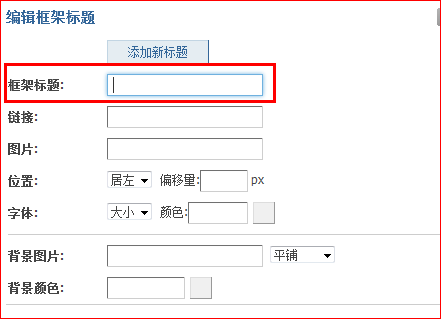 编辑框架标题
添加新标题
框架标题:
链接:
图片:
位置: 居左 偏移量: px
字体: 大小 颜色:
背景图片: 平铺
背景颜色: